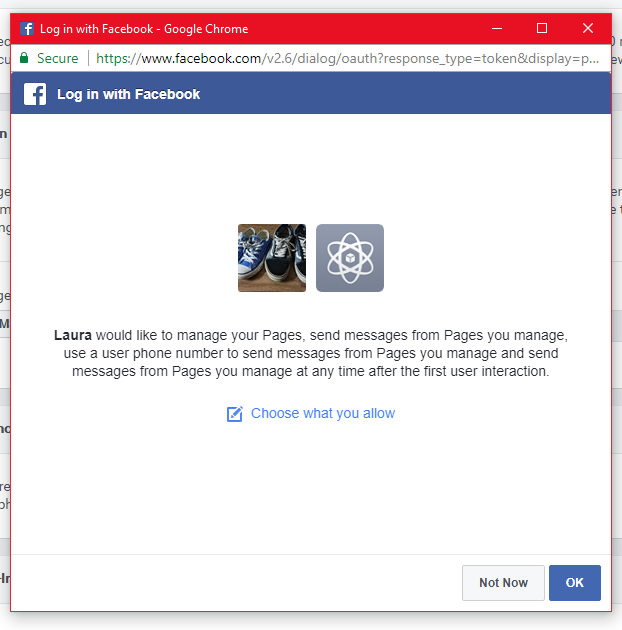 Log in with Facebook - Google Chrome
Secure https://www.facebook.com/v2.6/dialog/oauth?response_type=token&display=p...
Log in with Facebook
Laura would like to manage your Pages, send messages from Pages you manage,
use a user phone number to send messages from Pages you manage and send
messages from Pages you manage at any time after the first user interaction.
Choose what you allow
Not Now
OK